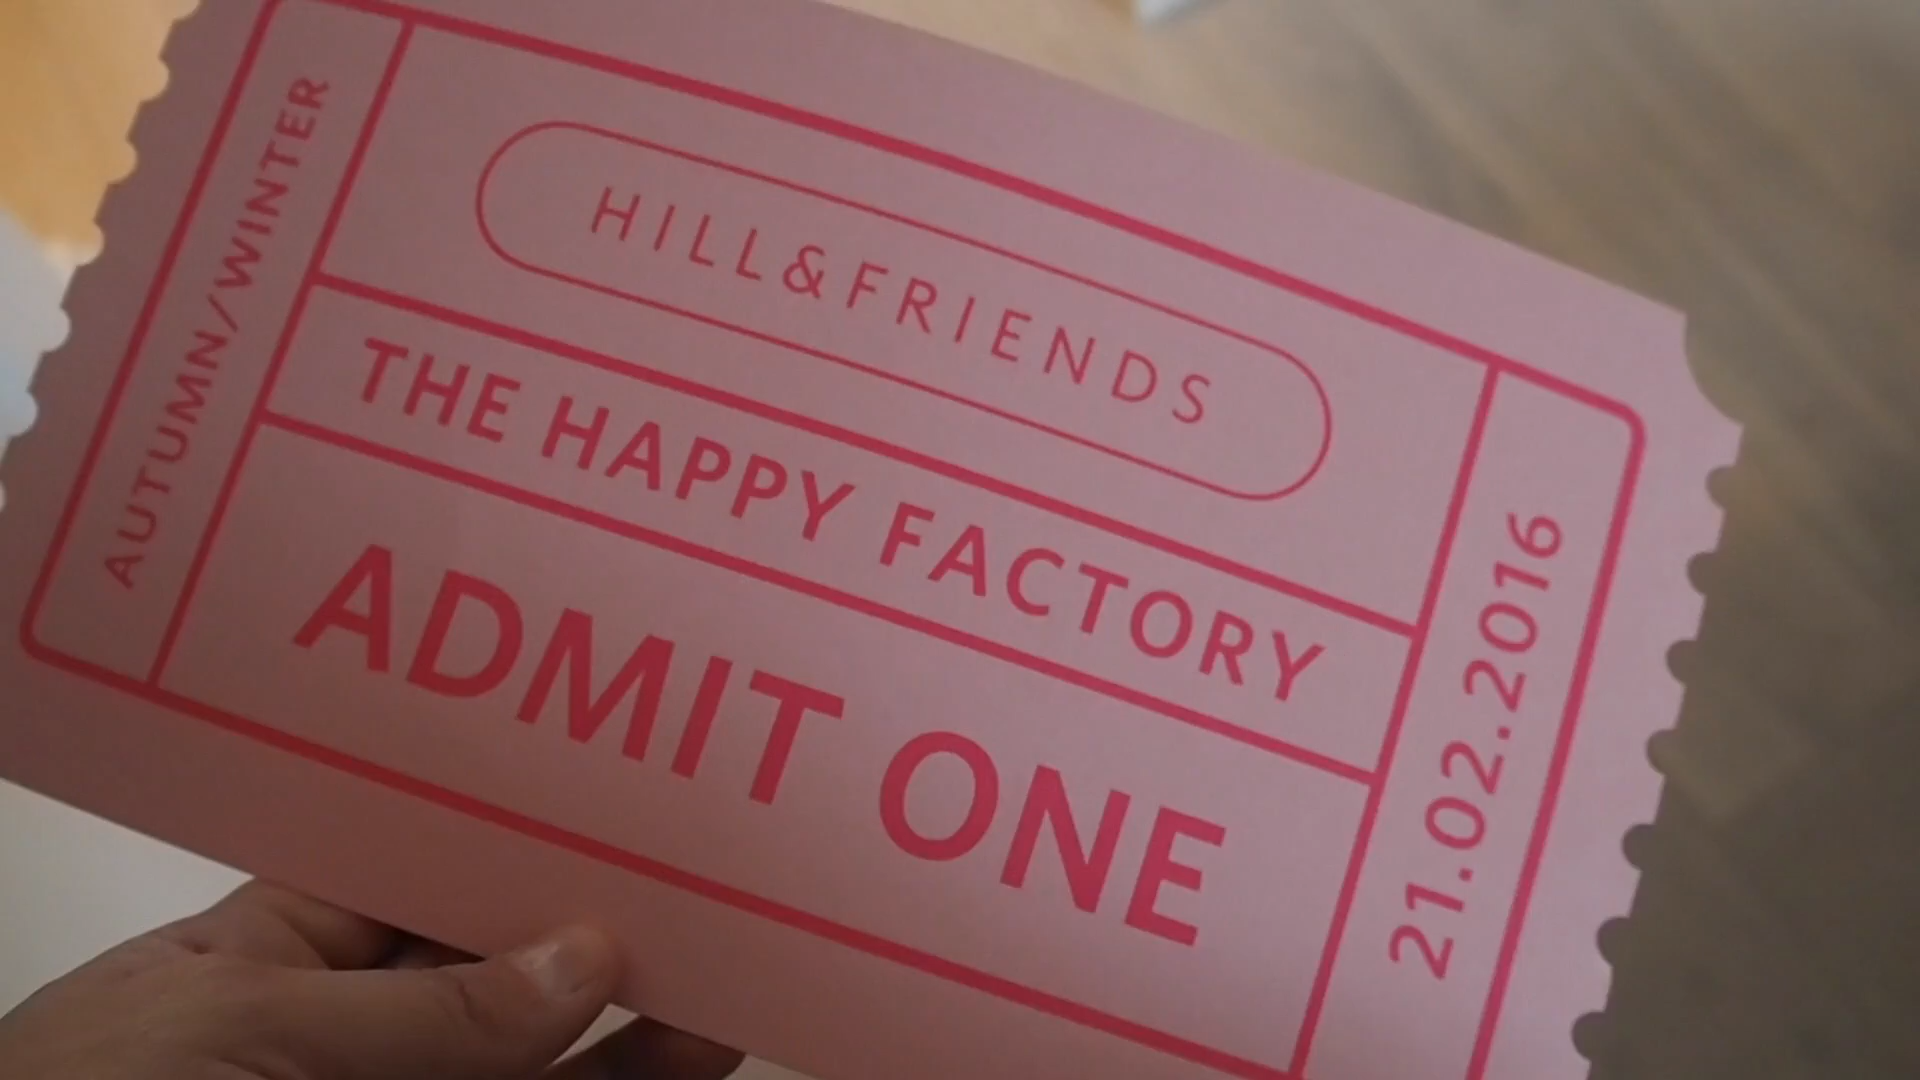 AUTUMN/WINTER
HILL&FRIENDS
THE HAPPY FACTORY
ADMIT ONE
21.02.2016